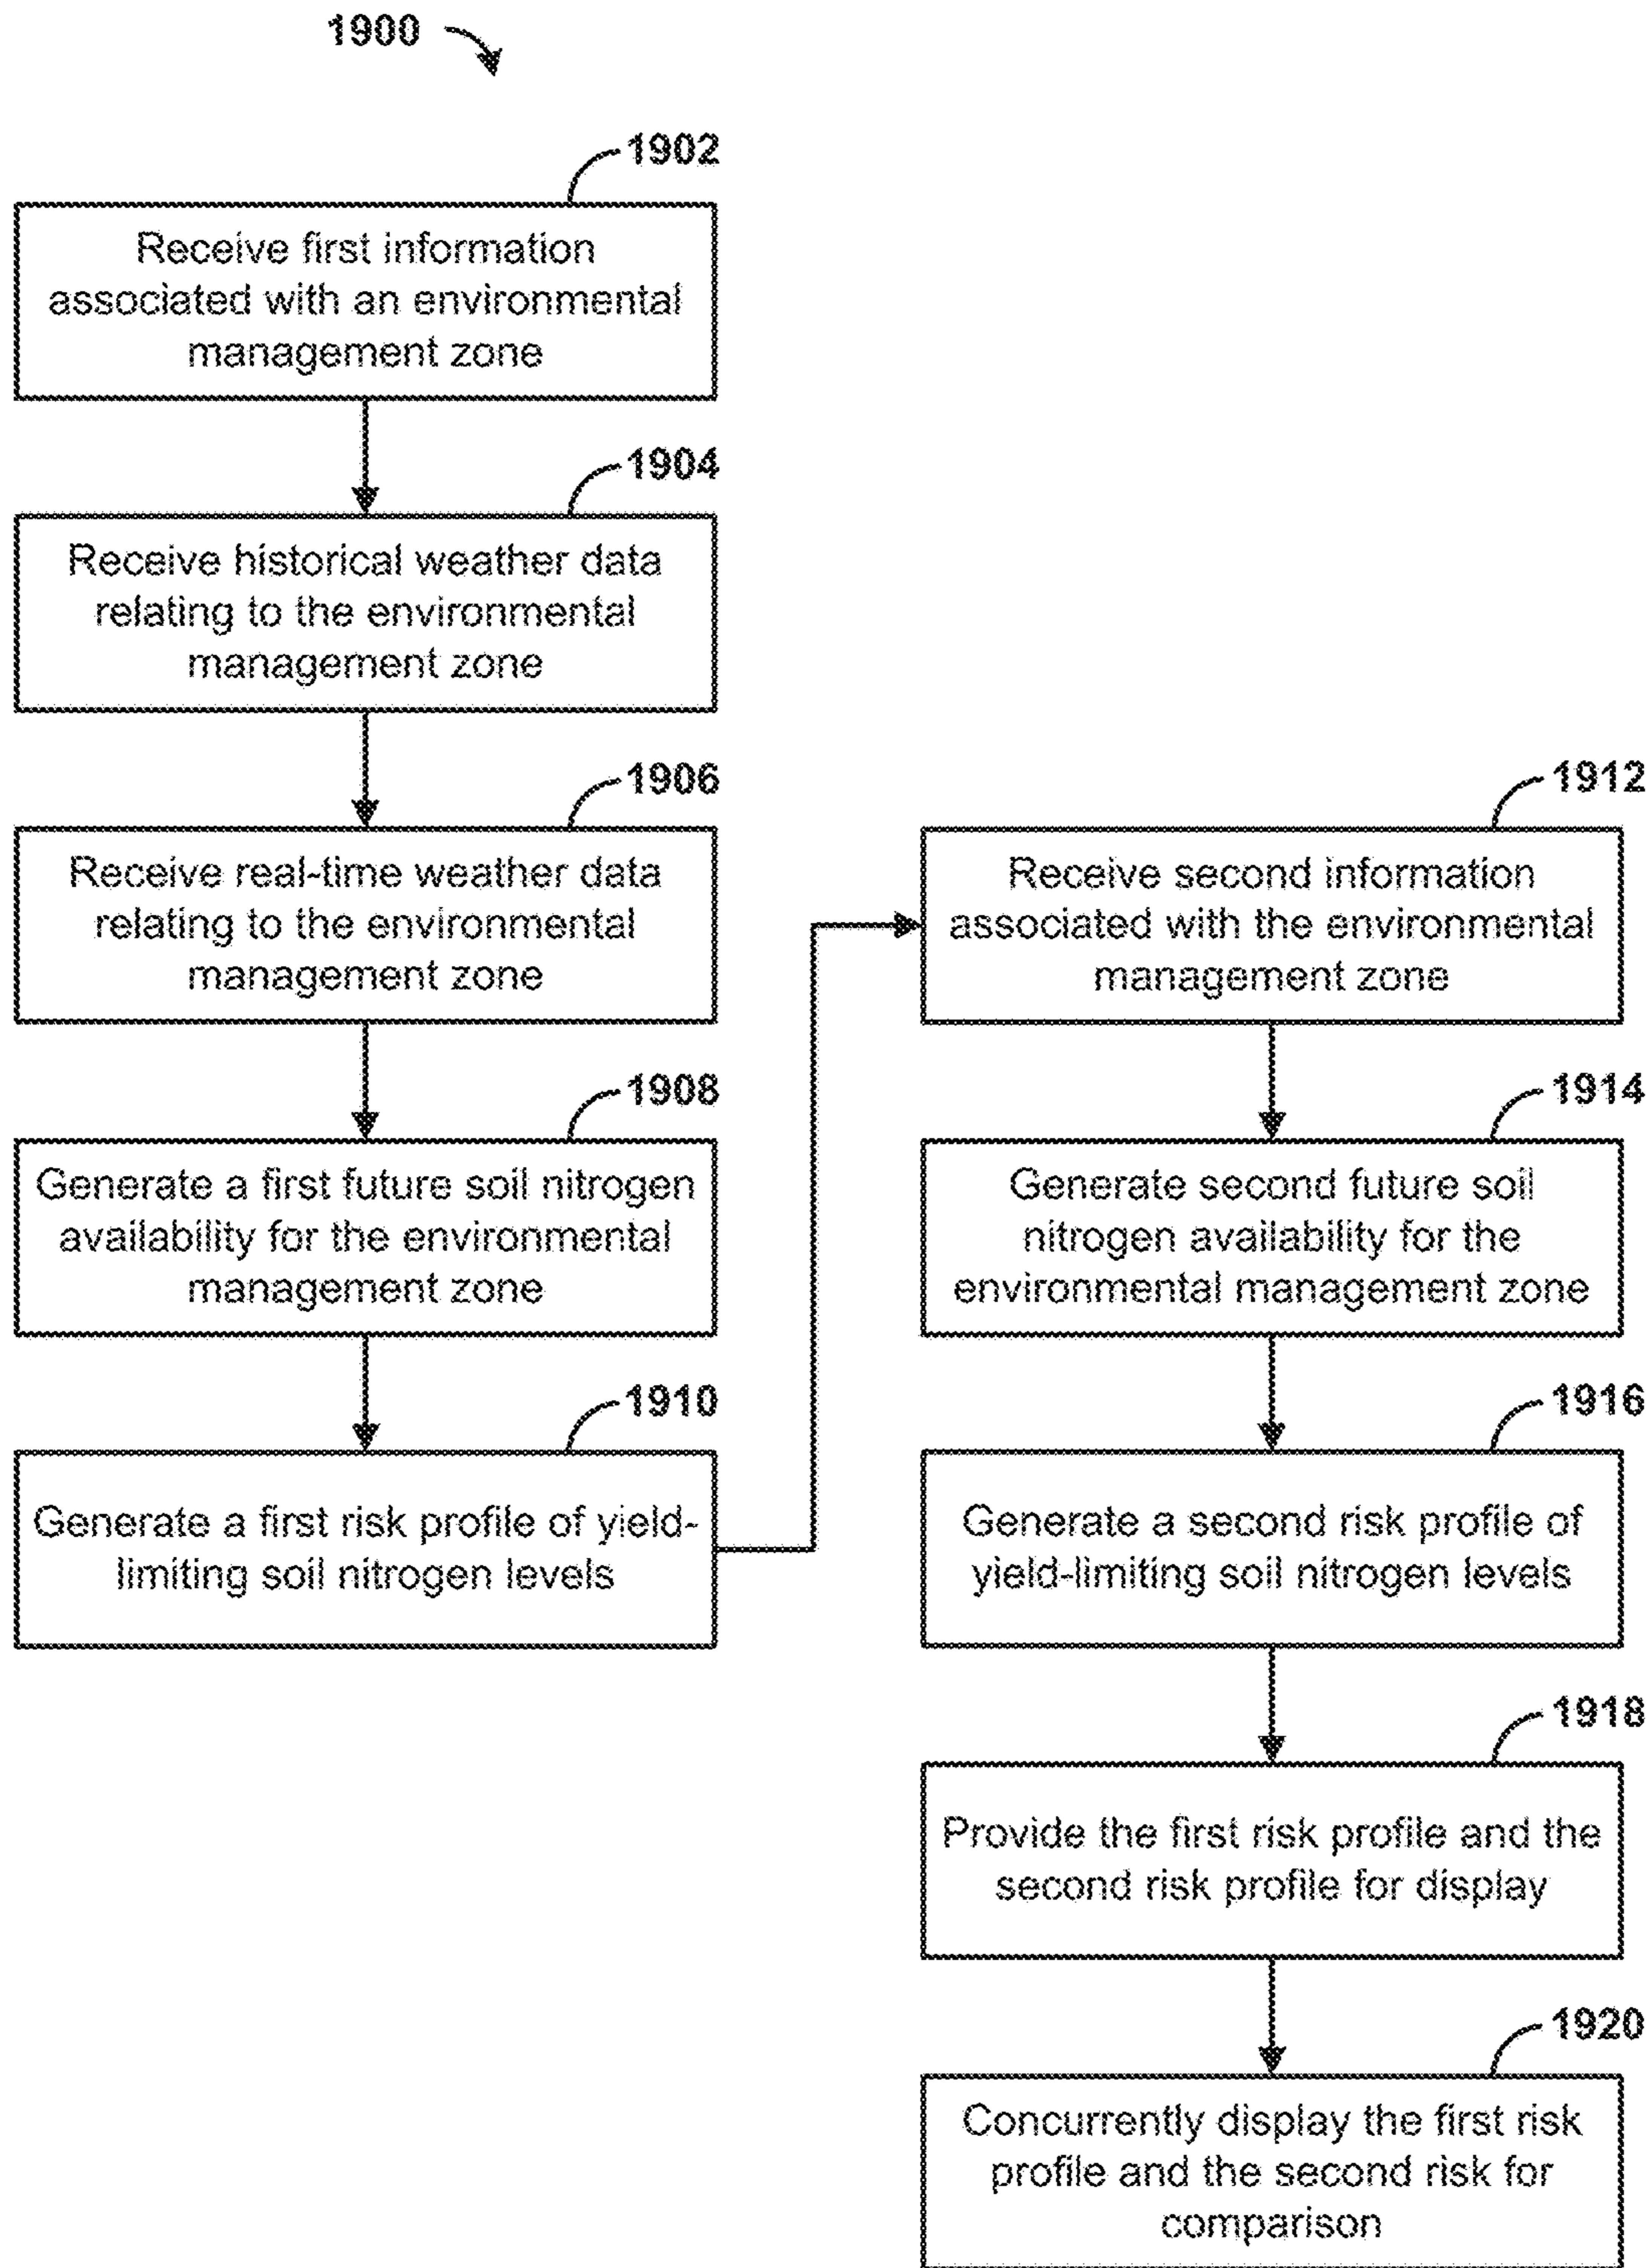 1900
1902
Receive first information
associated with an environmental
management zone
1904
Receive historical weather data
relating to the environmental
management zone
1906
Receive real-time weather data
relating to the environmental
management zone
1908
Generate a first future soil nitrogen
availability for the environmental
management zone
1910
Generate a first risk profile of yield-
limiting soil nitrogen levels
1912
Receive second information
associated with the environmental
management zone
1914
Generate second future soil
nitrogen availability for the
environmental management zone
1916
Generate a second risk profile of
yield-limiting soil nitrogen levels
1918
Provide the first risk profile and the
second risk profile for display
1920
Concurrently display the first risk
profile and the second risk for
comparison